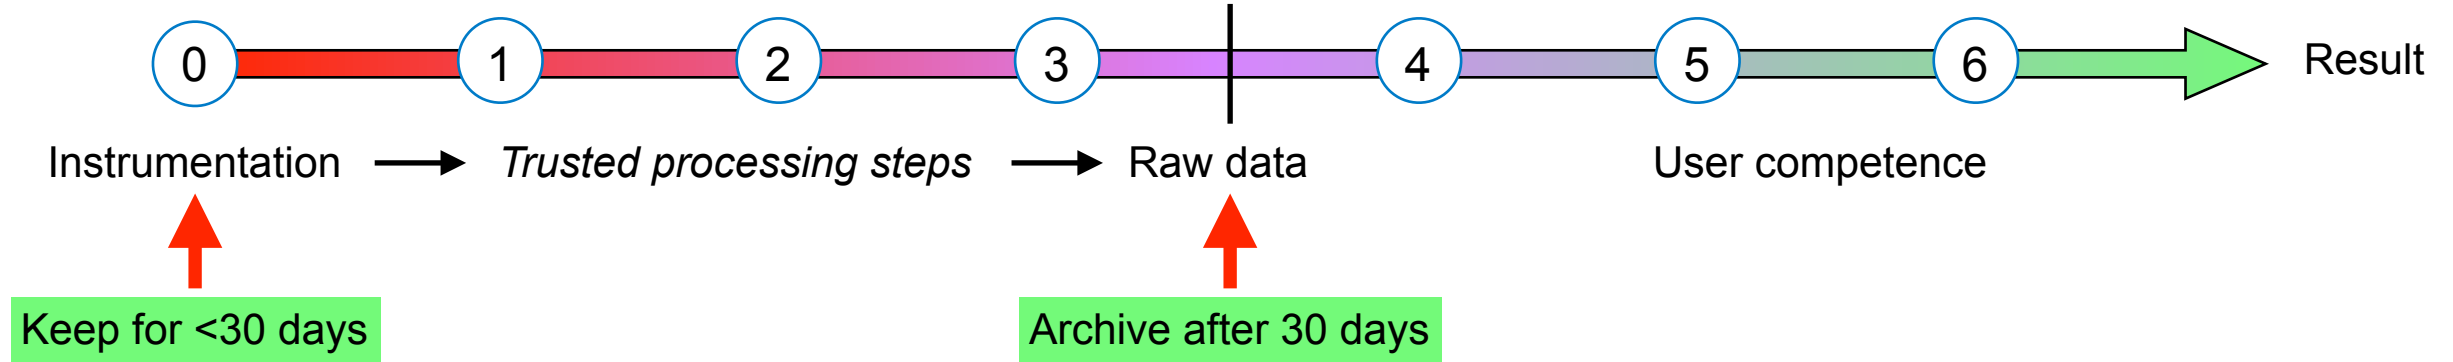 0 1 2 3 4 5 6 Result
Instrumentation Trusted processing steps Raw data User competence
Keep for <30 days Archive after 30 days